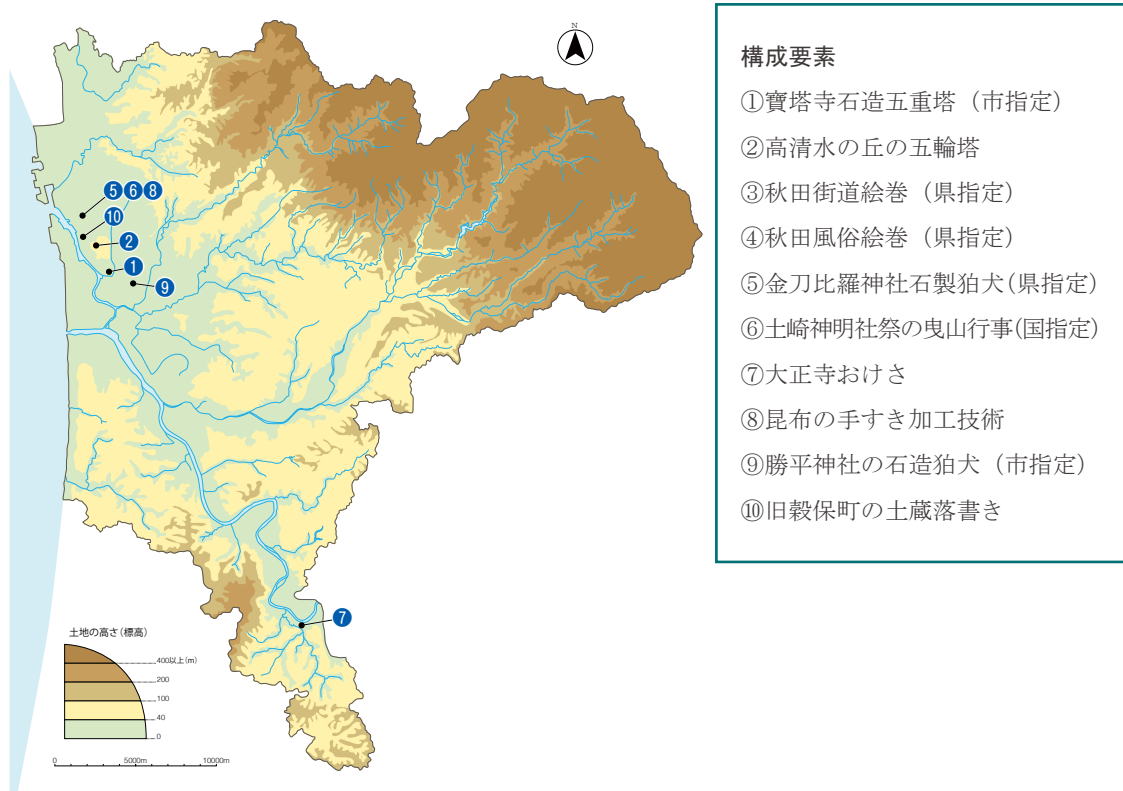 N
⑤ ⑥ ⑧
⑩
②
①
⑨
⑦
土地の高さ(標高)
400以上(m)
200
100
40
0
0 5000m 10000m
構成要素
①寶塔寺石造五重塔（市指定）
②高清水の丘の五輪塔
③秋田街道絵巻（県指定）
④秋田風俗絵巻（県指定）
⑤金刀比羅神社石製狛犬(県指定)
⑥土崎神明社祭の曳山行事(国指定)
⑦大正寺おけさ
⑧昆布の手すき加工技術
⑨勝平神社の石造狛犬（市指定）
⑩旧穀保町の土蔵落書き